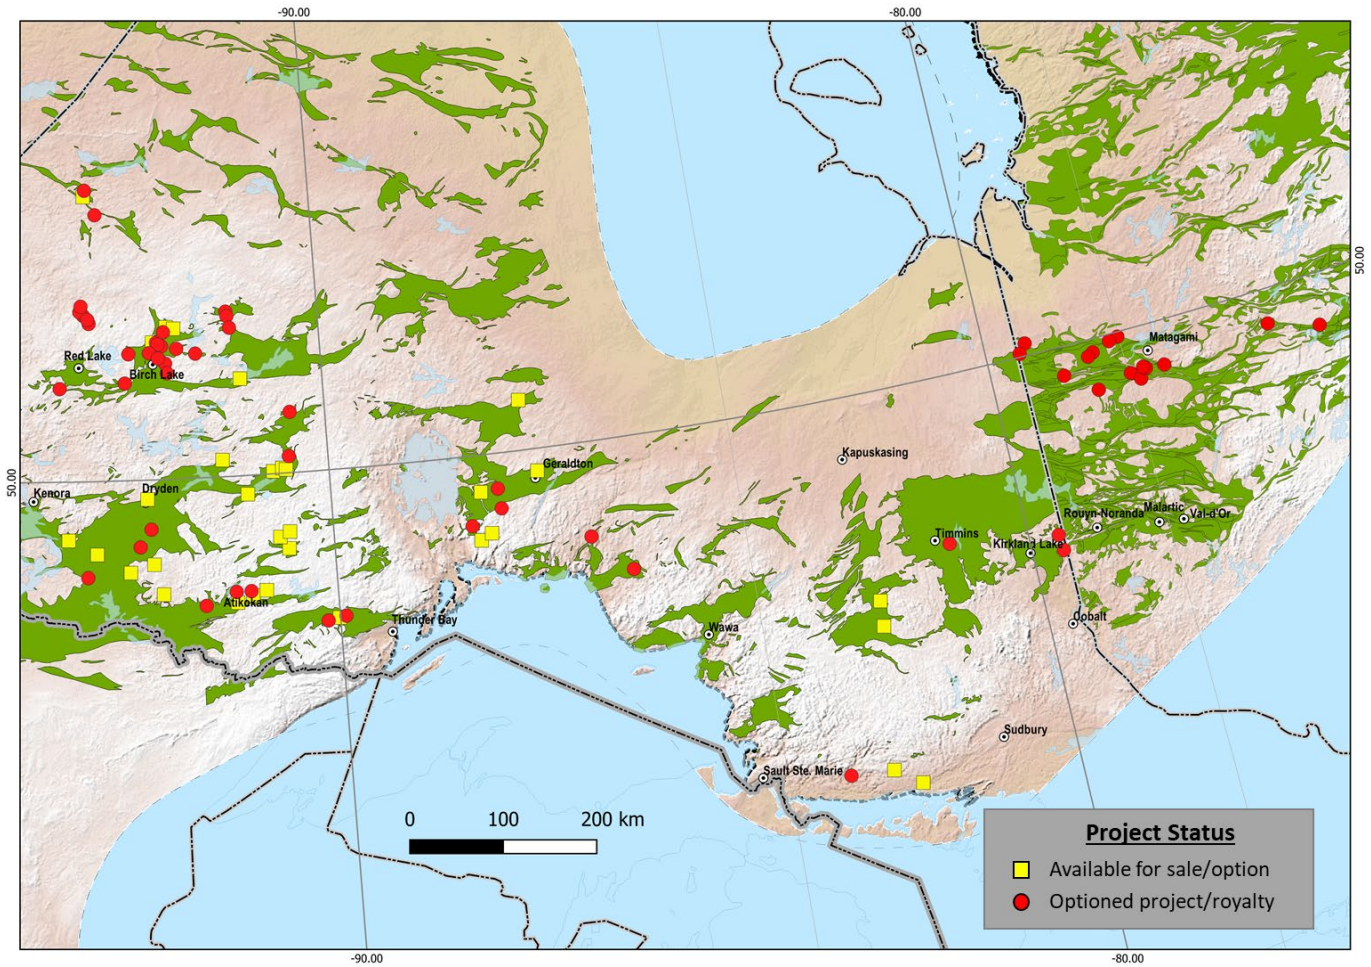 -90.00
-80.00
50.00
Matagami
Red Lake
Birch Lake
Kapuskasing
Geraldton
50.00
Dryden
Kenora
Malartic
Rouyn-Noranda
Val-d'Or
Timmins
Kirkland Lake
Atikokan
Thunder Bay
Cobalt
Wawa
Sudbury
Sault Ste. Marie
0 100 200 km
Project Status
Available for sale/option
Optioned project/royalty
-90.00
-80.00